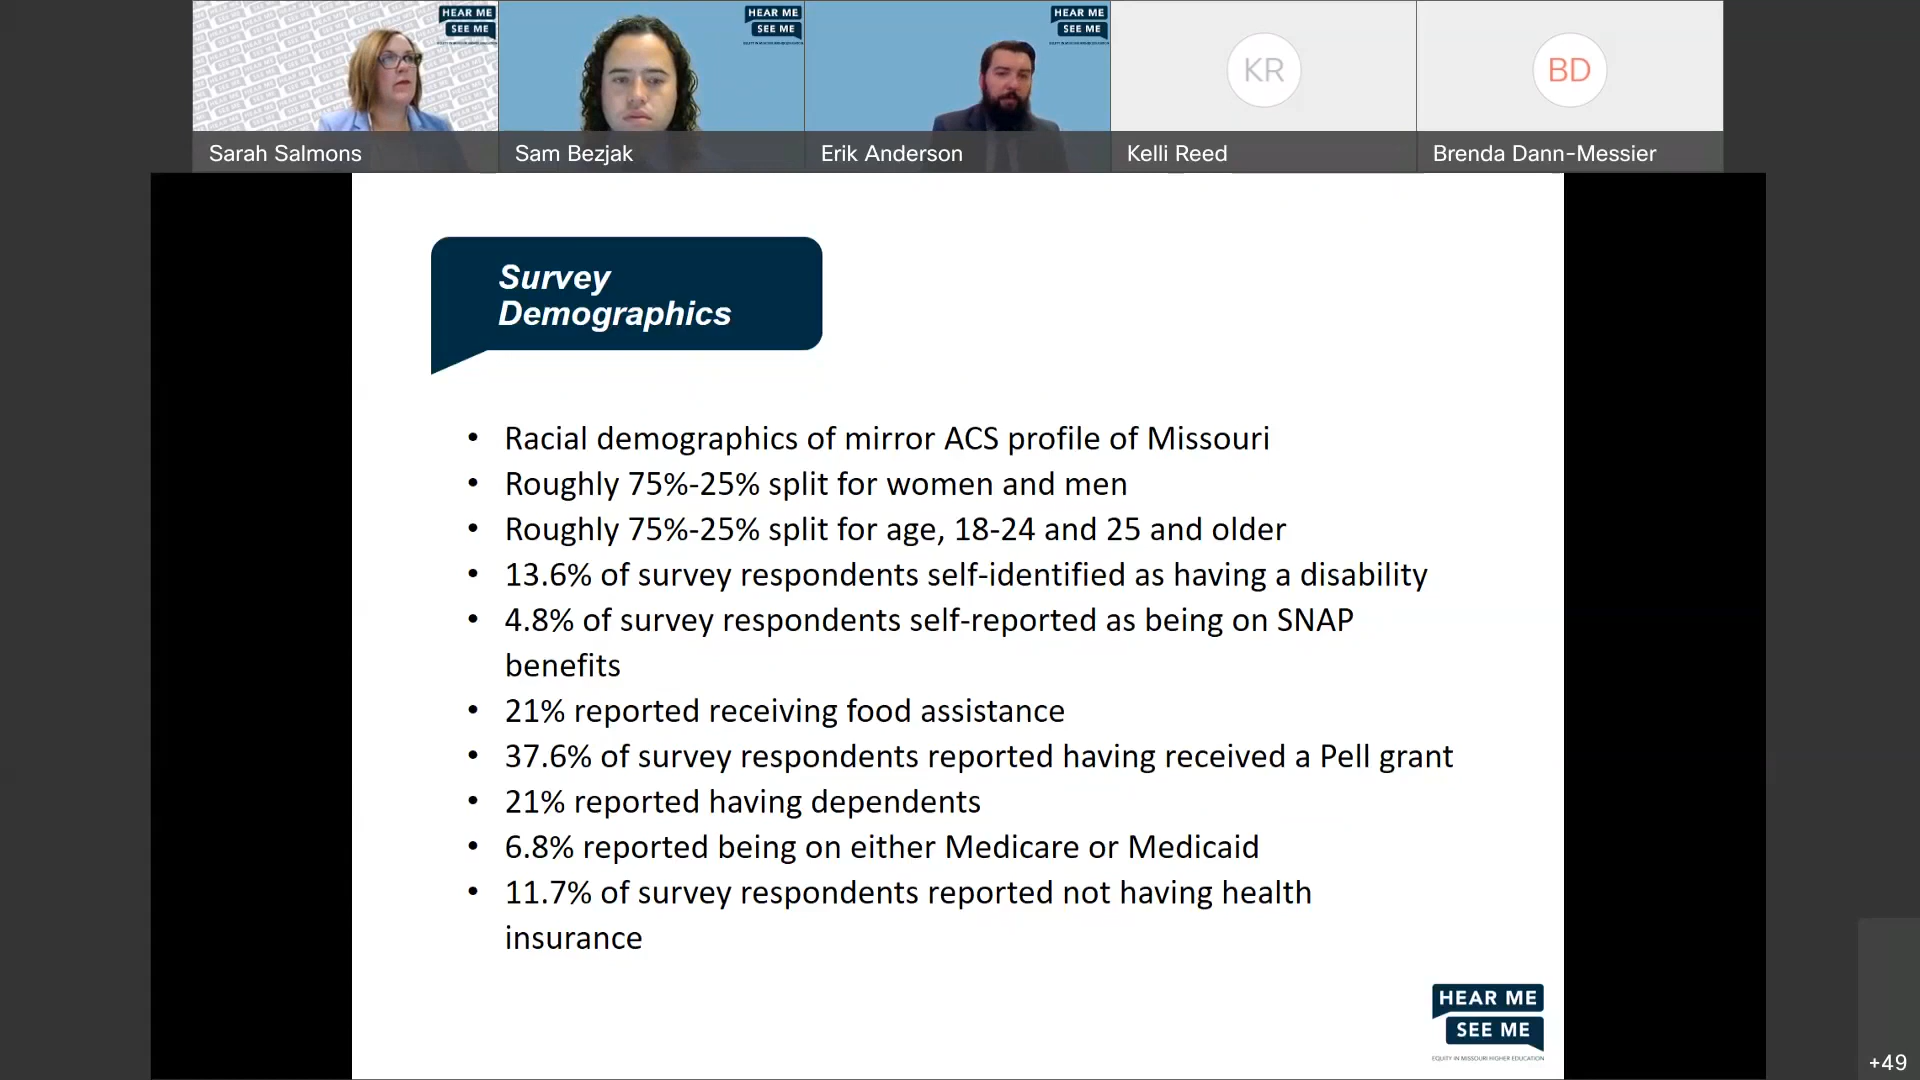 HEAR ME
SEE ME
HEAR ME
SEE ME
HEAR ME
SEE ME
KR
BD
Sarah Salmons
Sam Bezjak
Erik Anderson
Kelli Reed
Brenda Dann-Messier
Survey
Demographics
• Racial demographics of mirror ACS profile of Missouri
• Roughly 75%-25% split for women and men
• Roughly 75%-25% split for age, 18-24 and 25 and older
• 13.6% of survey respondents self-identified as having a disability
• 4.8% of survey respondents self-reported as being on SNAP
benefits
• 21% reported receiving food assistance
• 37.6% of survey respondents reported having received a Pell grant
• 21% reported having dependents
• 6.8% reported being on either Medicare or Medicaid
• 11.7% of survey respondents reported not having health
insurance
HEAR ME
SEE ME
EQUITY IN MISSOURI HIGHER EDUCATION
+49